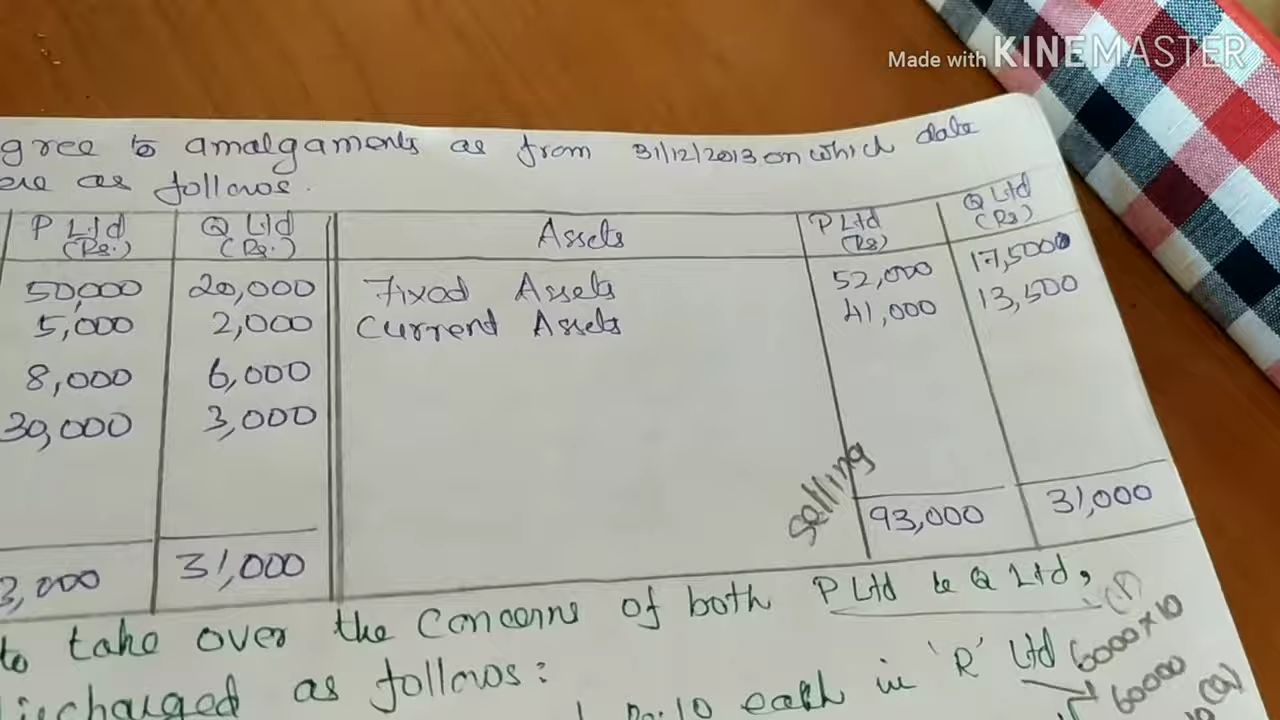 Made with KINEMASTER
gree to amalgaments as from 31/12/2013 on which date
ere as follows.
P Ltd (Rs.) Q Ltd (Rs.) Assets P Ltd (Rs) Q Ltd (Rs)
50,000 20,000 Fixed Assets 52,000 17,5000
5,000 2,000 Current Assets 41,000 13,500
8,000 6,000
30,000 3,000
selling
93,000 31,000
3,000 31,000
to take over the concerns of both P Ltd & Q Ltd,
discharged as follows:
Rs.10 each in 'R' Ltd
6000×10
60000